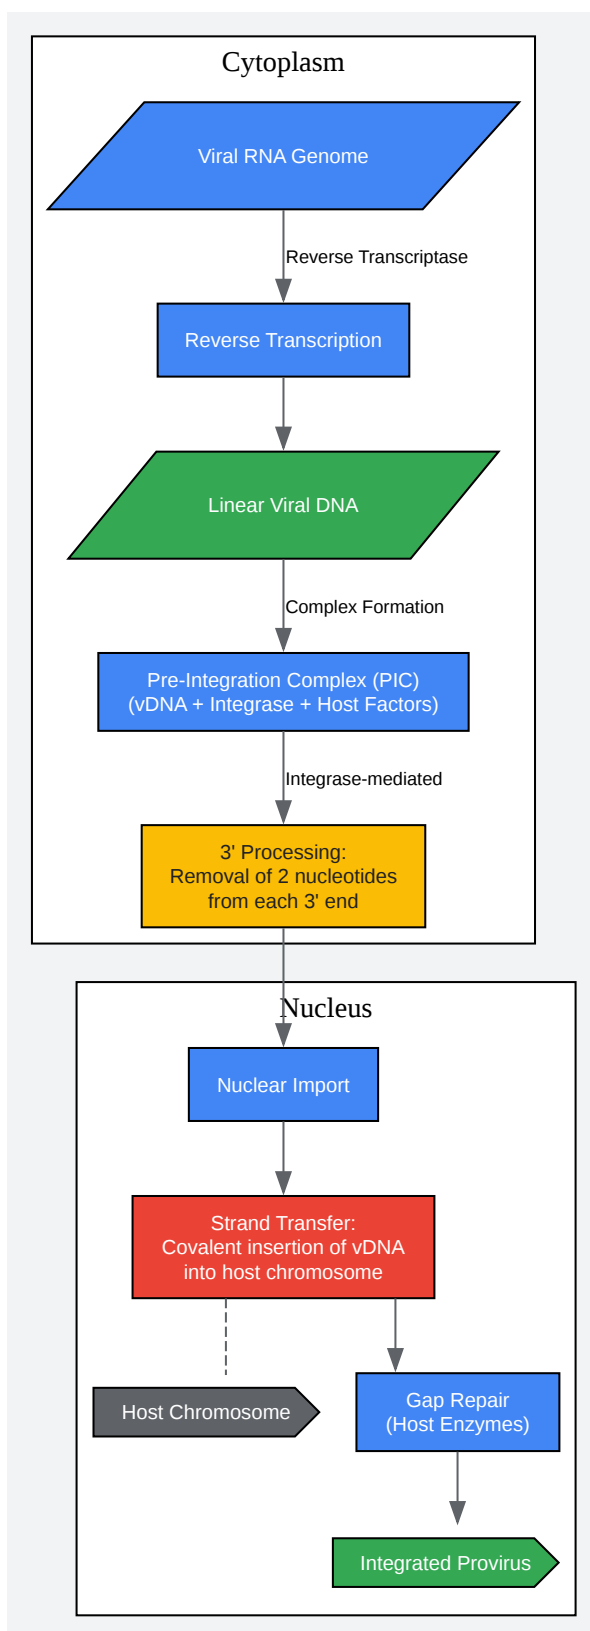 Cytoplasm
Viral RNA Genome
Reverse Transcriptase
Reverse Transcription
Linear Viral DNA
Complex Formation
Pre-Integration Complex (PIC)
(vDNA + Integrase + Host Factors)
Integrase-mediated
3' Processing:
Removal of 2 nucleotides
from each 3' end
Nucleus
Nuclear Import
Strand Transfer:
Covalent insertion of vDNA
into host chromosome
Host Chromosome
Gap Repair
(Host Enzymes)
Integrated Provirus